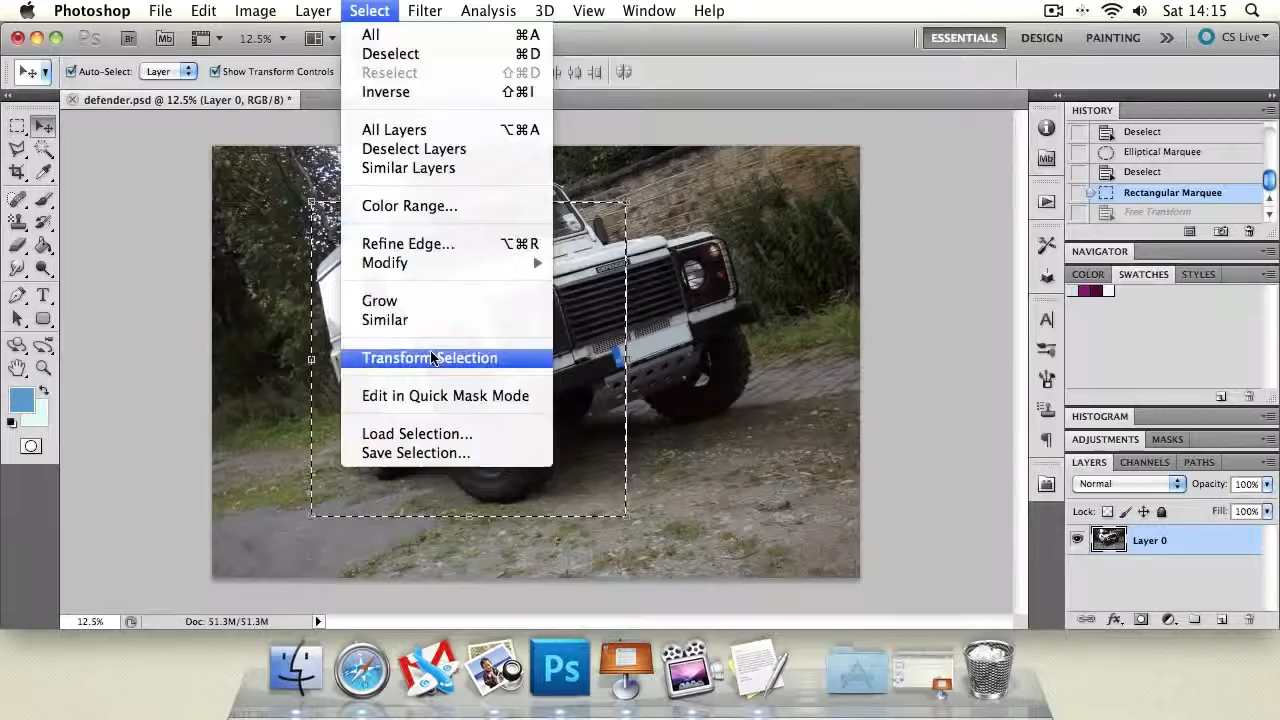 Photoshop File Edit Image Layer Select Filter Analysis 3D View Window Help Sat 14:15
Ps Br Mb 12.5% ESSENTIALS DESIGN PAINTING CS Live
Auto-Select: Layer Show Transform Controls
defender.psd @ 12.5% (Layer 0, RGB/8) *
All ⌘A
Deselect ⌘D
Reselect ⇧⌘D
Inverse ⇧⌘I
All Layers ⌥⌘A
Deselect Layers
Similar Layers
Color Range...
Refine Edge... ⌥⌘R
Modify
Grow
Similar
Transform Selection
Edit in Quick Mask Mode
Load Selection...
Save Selection...
HISTORY
Deselect
Elliptical Marquee
Deselect
Rectangular Marquee
Free Transform
NAVIGATOR
COLOR SWATCHES STYLES
HISTOGRAM
ADJUSTMENTS MASKS
LAYERS CHANNELS PATHS
Normal Opacity: 100%
Lock: Fill: 100%
Layer 0
Mb
12.5% Doc: 51.3M/51.3M
Ps